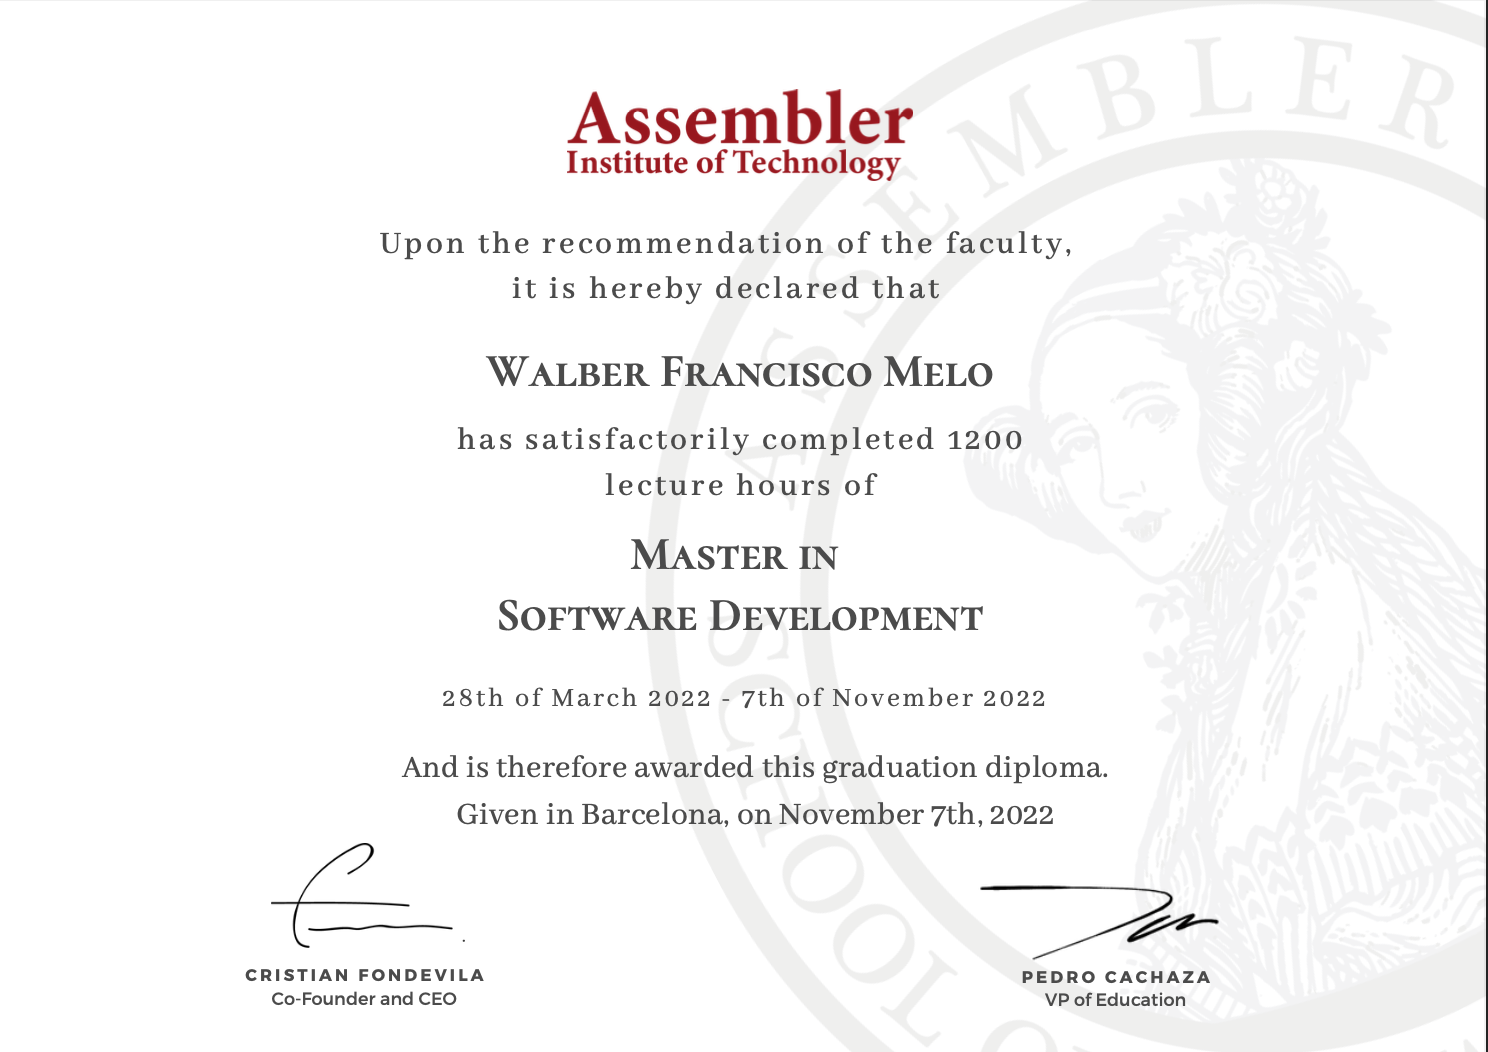 Assembler
Institute of Technology
Upon the recommendation of the faculty,
it is hereby declared that
WALBER FRANCISCO MELO
has satisfactorily completed 1200
lecture hours of
MASTER IN
SOFTWARE DEVELOPMENT
28th of March 2022 - 7th of November 2022
And is therefore awarded this graduation diploma.
Given in Barcelona, on November 7th, 2022
CRISTIAN FONDEVILA
Co-Founder and CEO
PEDRO CACHAZA
VP of Education
ASSEMBLER
SCHOOL